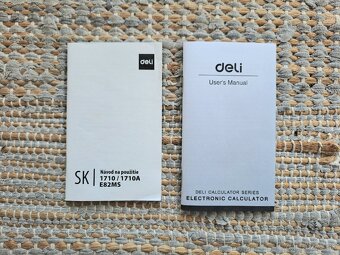 deli
SK
Návod na použitie
1710 / 1710A
E82MS
deli
User's Manual
DELI CALCULATOR SERIES
ELECTRONIC CALCULATOR